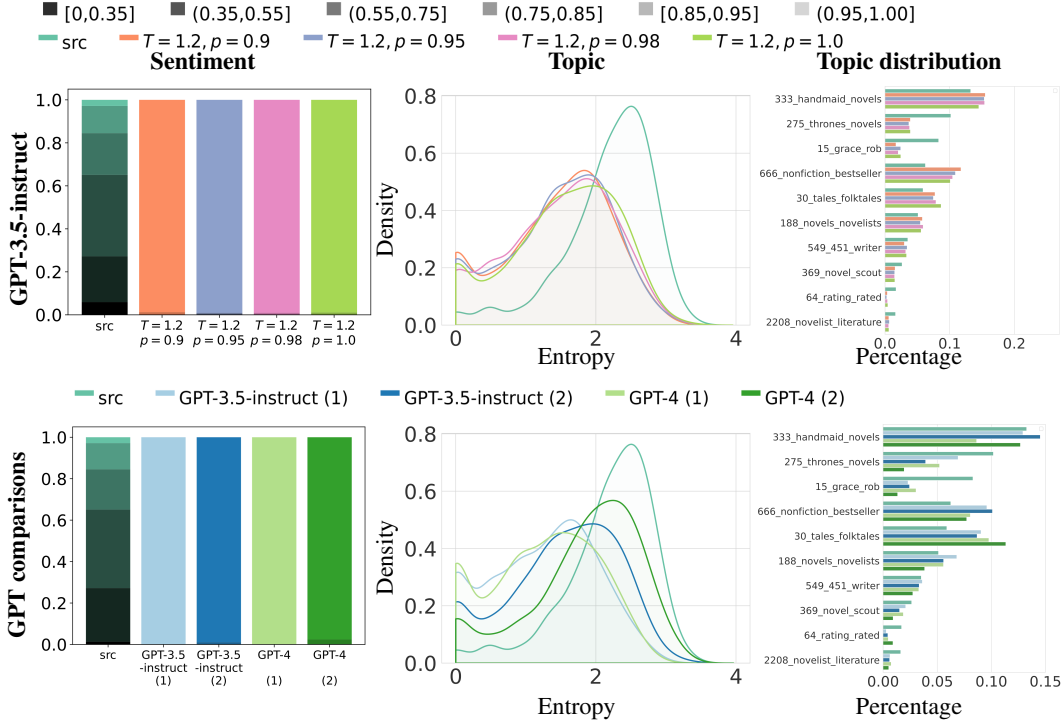 [0,0.35] (0.35,0.55] (0.55,0.75] (0.75,0.85] [0.85,0.95] (0.95,1.00]
src T = 1.2, p = 0.9 T = 1.2, p = 0.95 T = 1.2, p = 0.98 T = 1.2, p = 1.0
Sentiment Topic Topic distribution
GPT-3.5-instruct
1.0
0.8
0.6
0.4
0.2
0.0
src
T = 1.2
p = 0.9
T = 1.2
p = 0.95
T = 1.2
p = 0.98
T = 1.2
p = 1.0
Density
0.8
0.6
0.4
0.2
0.0
0 2 4
Entropy
333_handmaid_novels
275_thrones_novels
15_grace_rob
666_nonfiction_bestseller
30_tales_folktales
188_novels_novelists
549_451_writer
369_novel_scout
64_rating_rated
2208_novelist_literature
0.0 0.1 0.2
Percentage
src GPT-3.5-instruct (1) GPT-3.5-instruct (2) GPT-4 (1) GPT-4 (2)
GPT comparisons
1.0
0.8
0.6
0.4
0.2
0.0
src
GPT-3.5
-instruct
(1)
GPT-3.5
-instruct
(2)
GPT-4
(1)
GPT-4
(2)
Density
0.8
0.6
0.4
0.2
0.0
0 2 4
Entropy
333_handmaid_novels
275_thrones_novels
15_grace_rob
666_nonfiction_bestseller
30_tales_folktales
188_novels_novelists
549_451_writer
369_novel_scout
64_rating_rated
2208_novelist_literature
0.00 0.05 0.10 0.15
Percentage